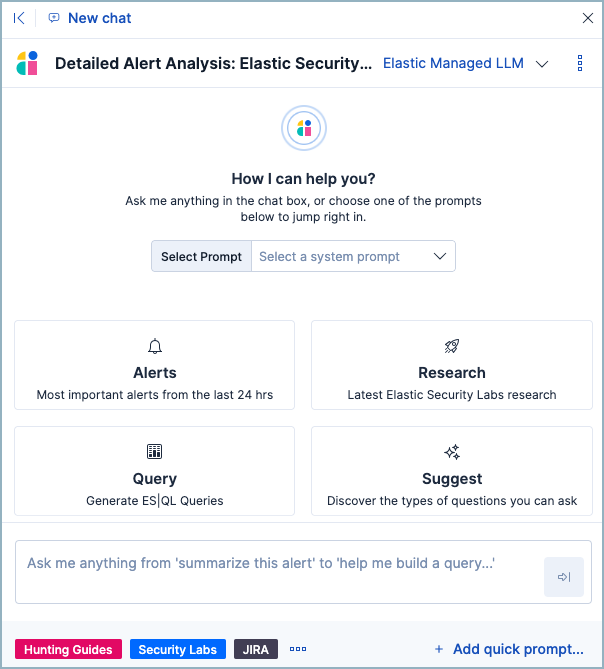 New chat
Detailed Alert Analysis: Elastic Security... Elastic Managed LLM
How I can help you?
Ask me anything in the chat box, or choose one of the prompts
below to jump right in.
Select Prompt Select a system prompt
Alerts
Most important alerts from the last 24 hrs
Research
Latest Elastic Security Labs research
Query
Generate ES|QL Queries
Suggest
Discover the types of questions you can ask
Ask me anything from 'summarize this alert' to 'help me build a query...'
Hunting Guides Security Labs JIRA + Add quick prompt...